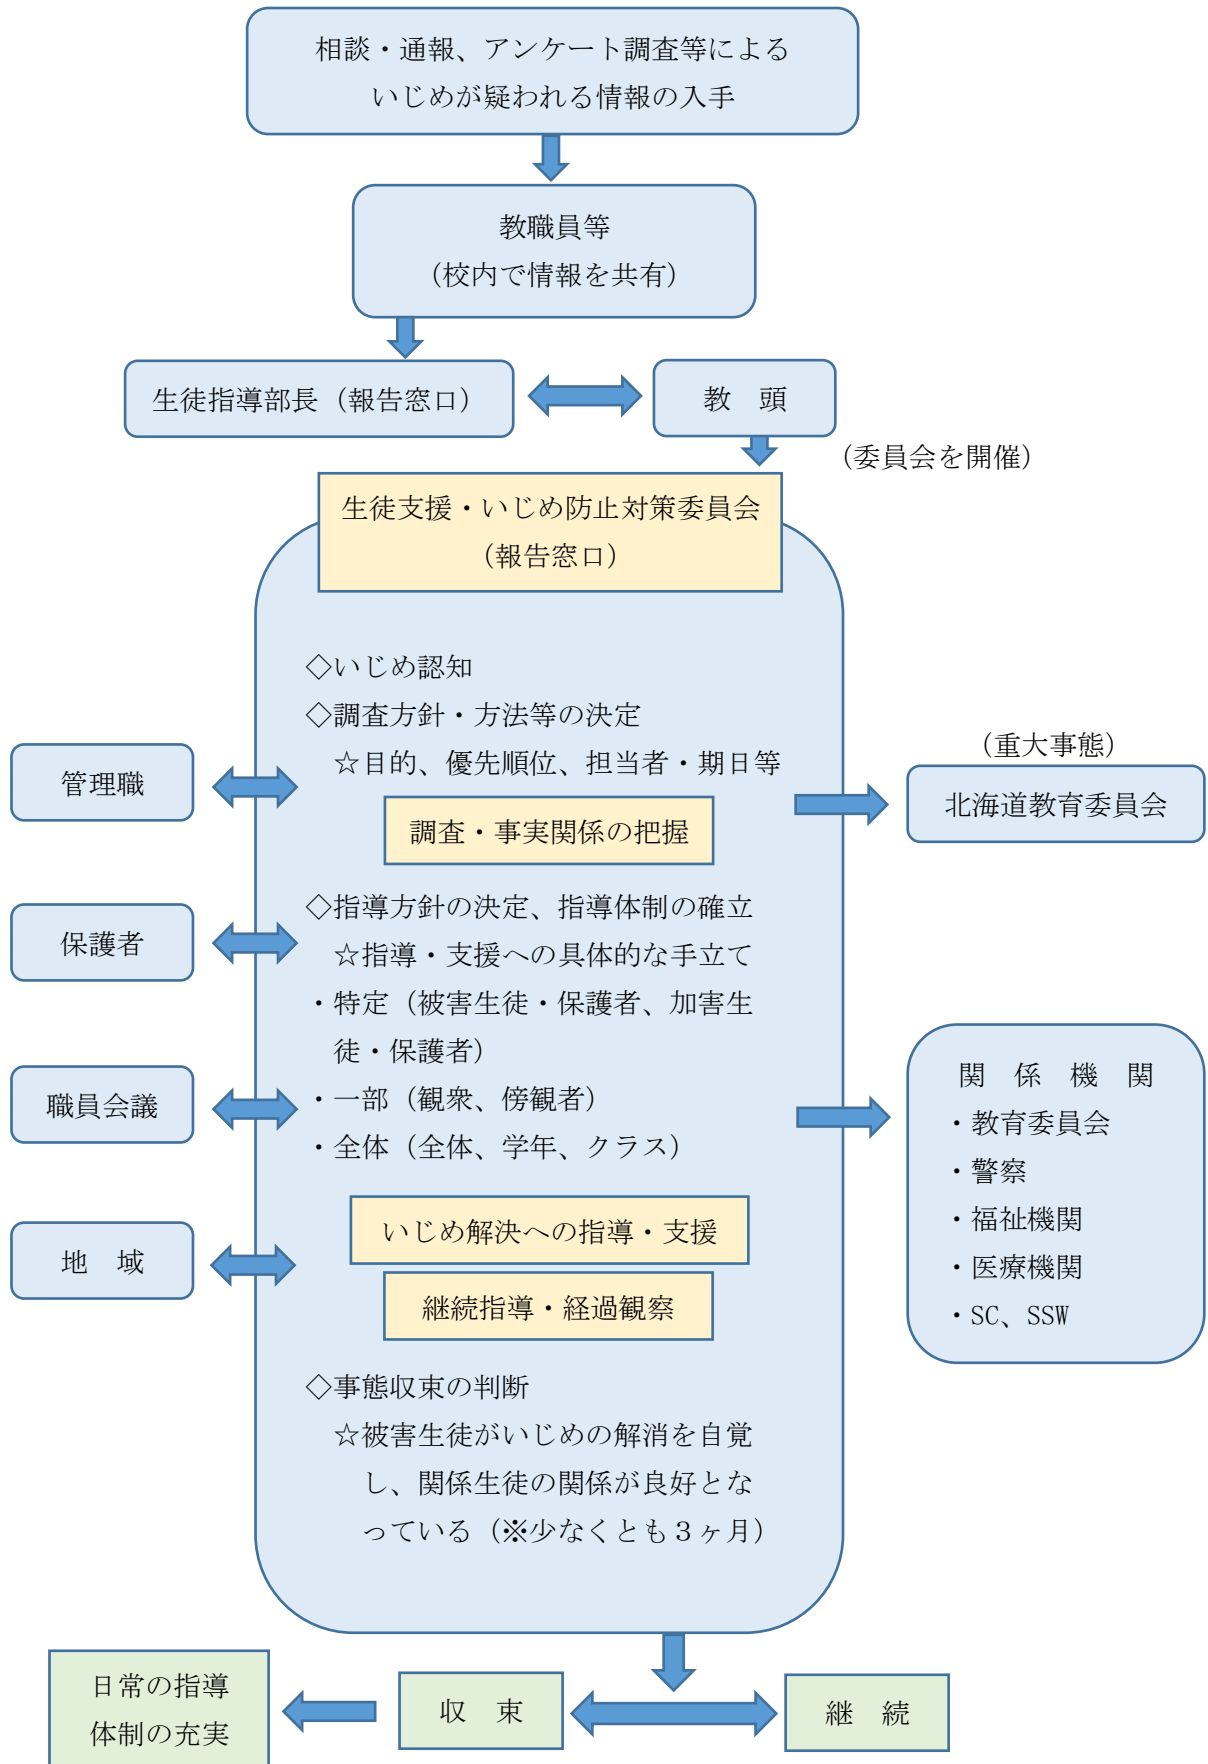 相談・通報、アンケート調査等による
いじめが疑われる情報の入手
教職員等
（校内で情報を共有）
生徒指導部長（報告窓口）
教　頭
（委員会を開催）
生徒支援・いじめ防止対策委員会
（報告窓口）
◇いじめ認知
◇調査方針・方法等の決定
☆目的、優先順位、担当者・期日等
調査・事実関係の把握
◇指導方針の決定、指導体制の確立
☆指導・支援への具体的な手立て
・特定（被害生徒・保護者、加害生
徒・保護者）
・一部（観衆、傍観者）
・全体（全体、学年、クラス）
いじめ解決への指導・支援
継続指導・経過観察
◇事態収束の判断
☆被害生徒がいじめの解消を自覚
し、関係生徒の関係が良好とな
っている（※少なくとも３ヶ月）
管理職
保護者
職員会議
地　域
（重大事態）
北海道教育委員会
関　係　機　関
・教育委員会
・警察
・福祉機関
・医療機関
・SC、SSW
日常の指導
体制の充実
収　束
継　続